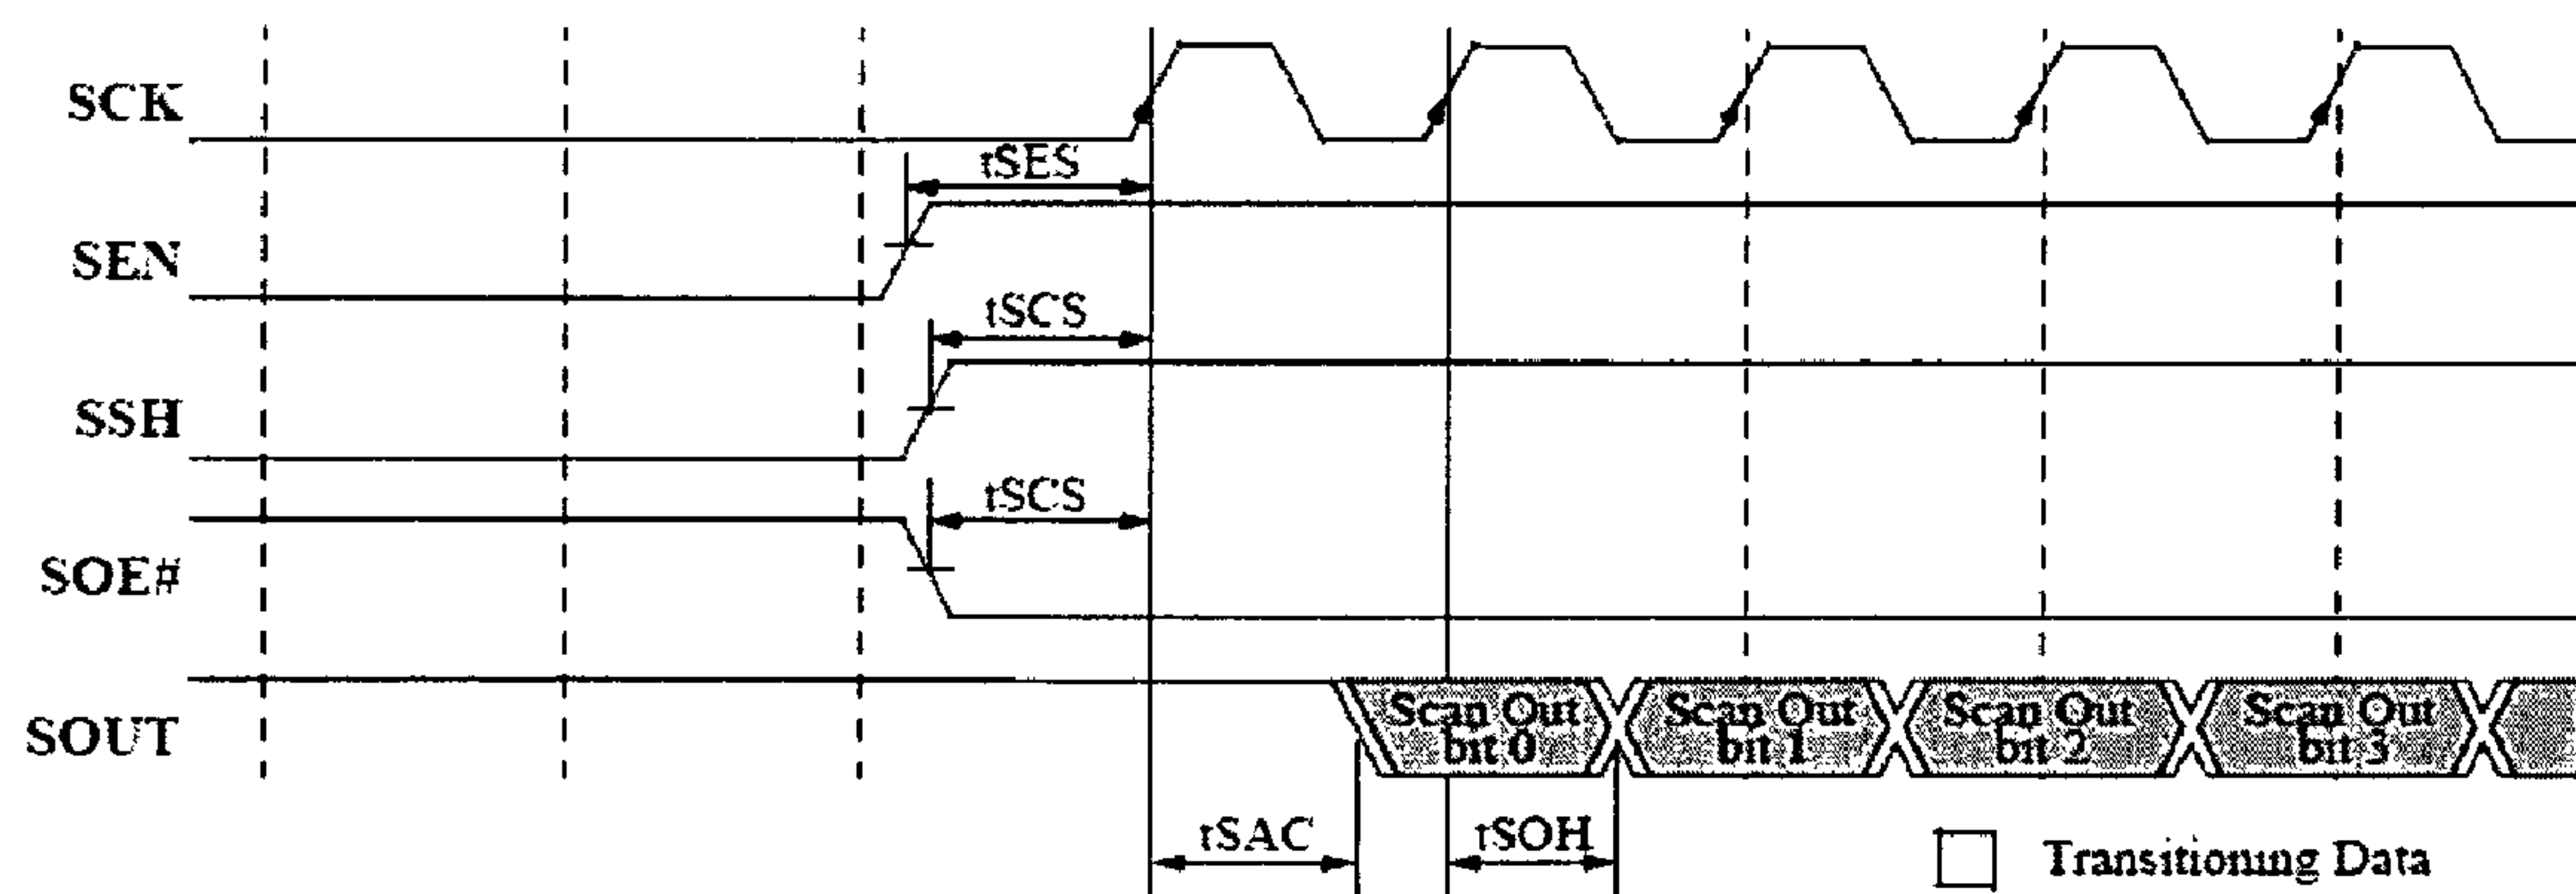 SCK
tSES
SEN
tSCS
SSH
tSCS
SOE#
SOUT
Scan Out
bit 0
Scan Out
bit 1
Scan Out
bit 2
Scan Out
bit 3
tSAC
tSOH
Transitioning Data